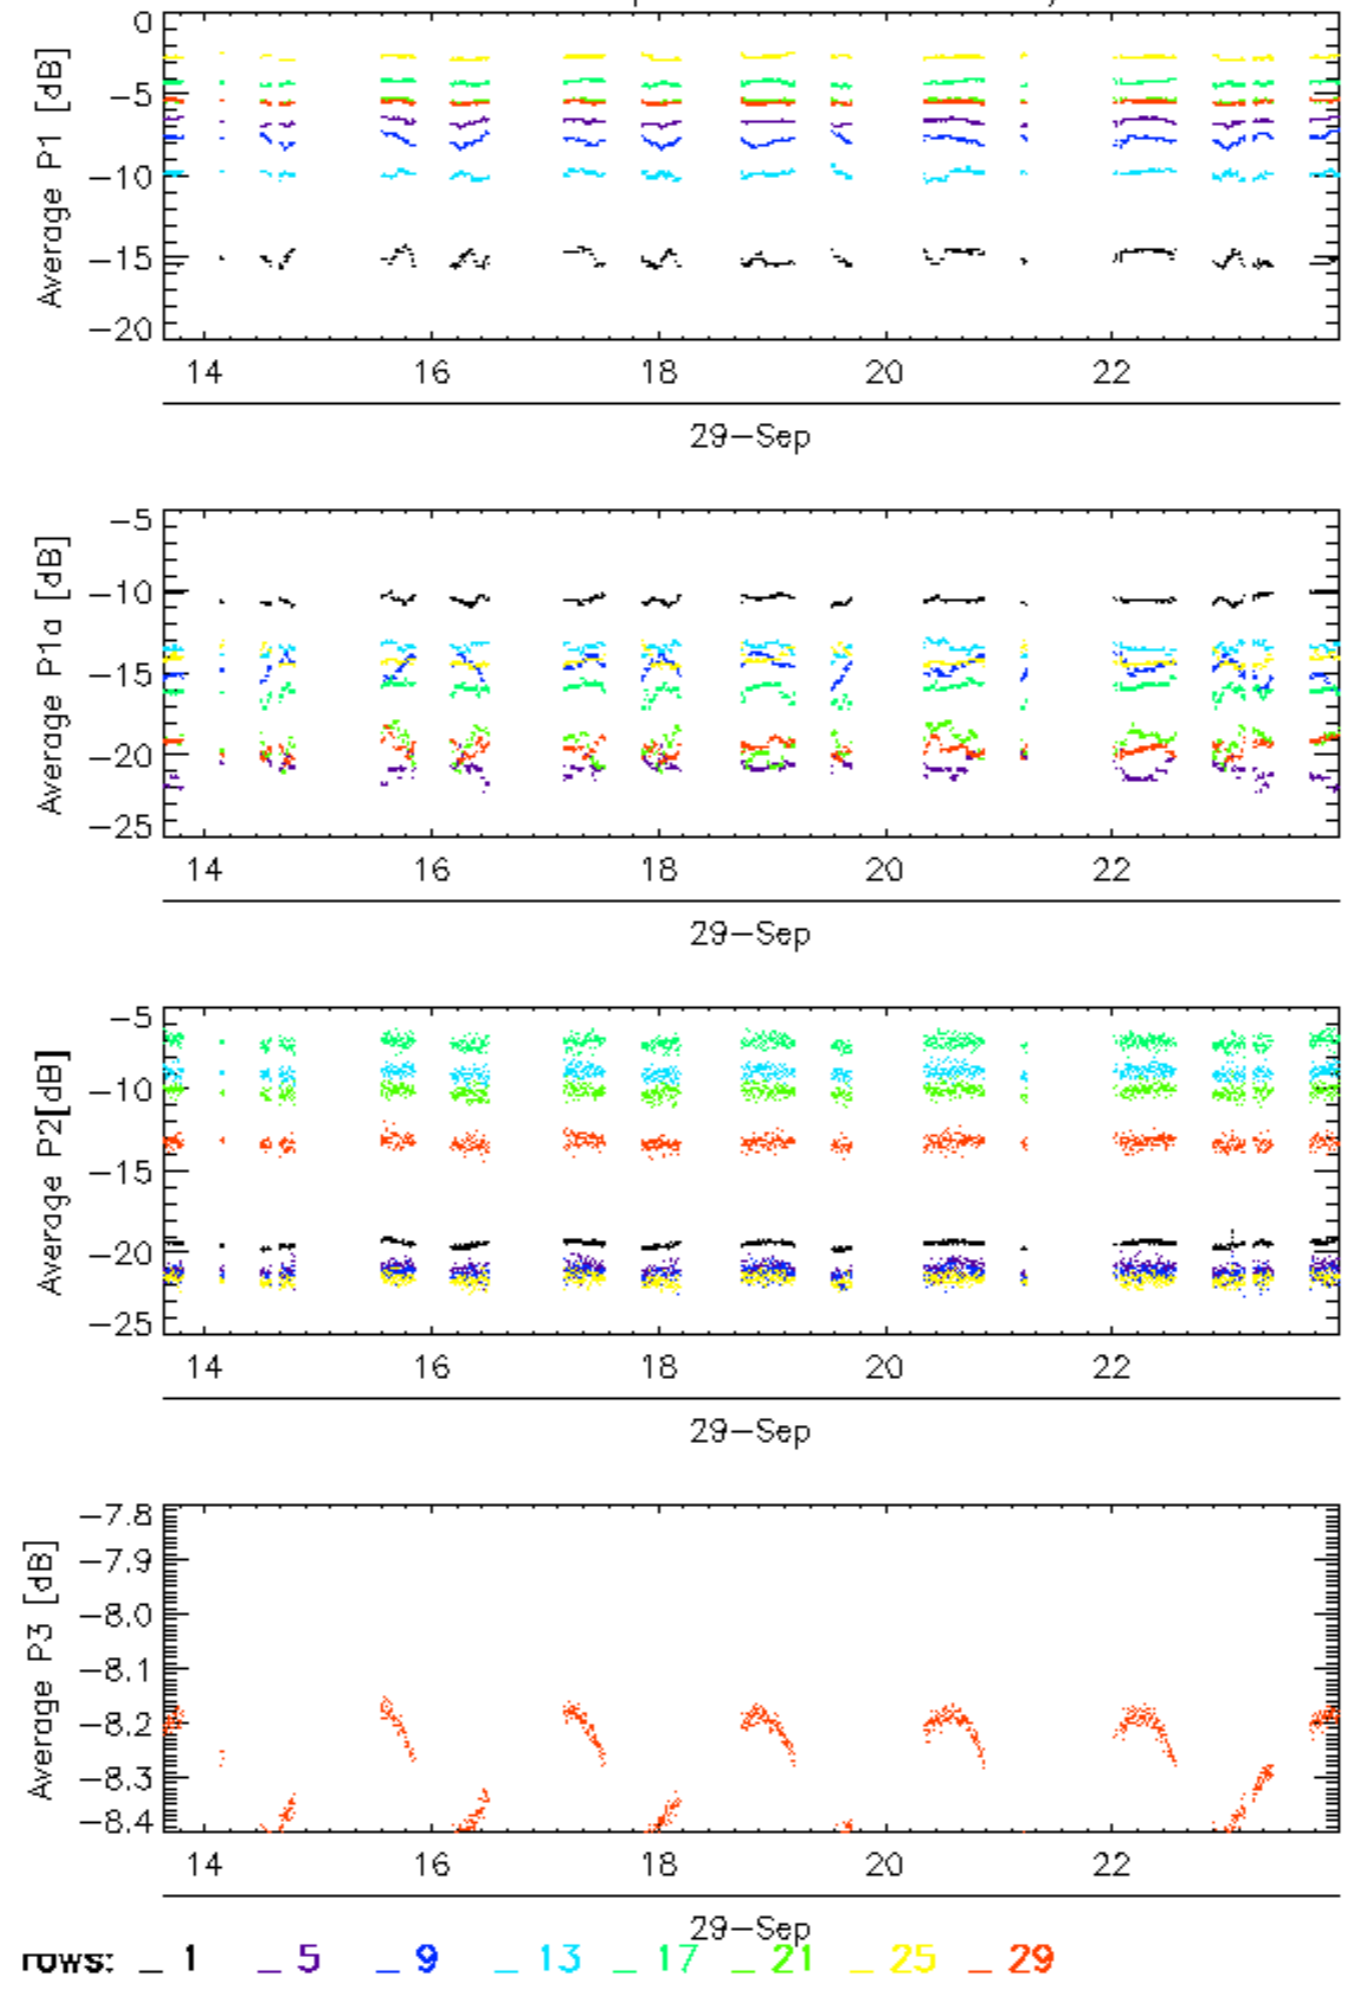 Average P1 [dB]
0
−5
−10
−15
−20
14 16 18 20 22
29−Sep
Average P1a [dB]
−5
−10
−15
−20
−25
14 16 18 20 22
29−Sep
Average P2[dB]
−5
−10
−15
−20
−25
14 16 18 20 22
29−Sep
Average P3 [dB]
−7.8
−7.9
−8.0
−8.1
−8.2
−8.3
−8.4
14 16 18 20 22
29−Sep
rows: _ 1 _ 5 _ 9 _ 13 _ 17 _ 21 _ 25 _ 29